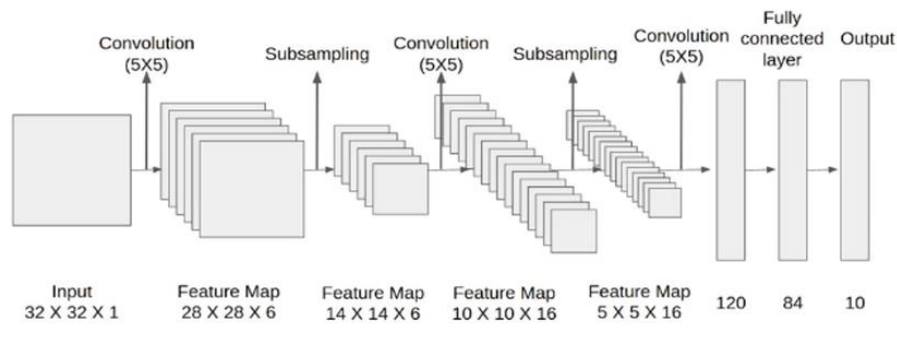 Convolution
(5X5)
Subsampling
Convolution
(5X5)
Subsampling
Convolution
(5X5)
Fully
connected
layer
Output
Input
32 X 32 X 1
Feature Map
28 X 28 X 6
Feature Map
14 X 14 X 6
Feature Map
10 X 10 X 16
Feature Map
5 X 5 X 16
120
84
10